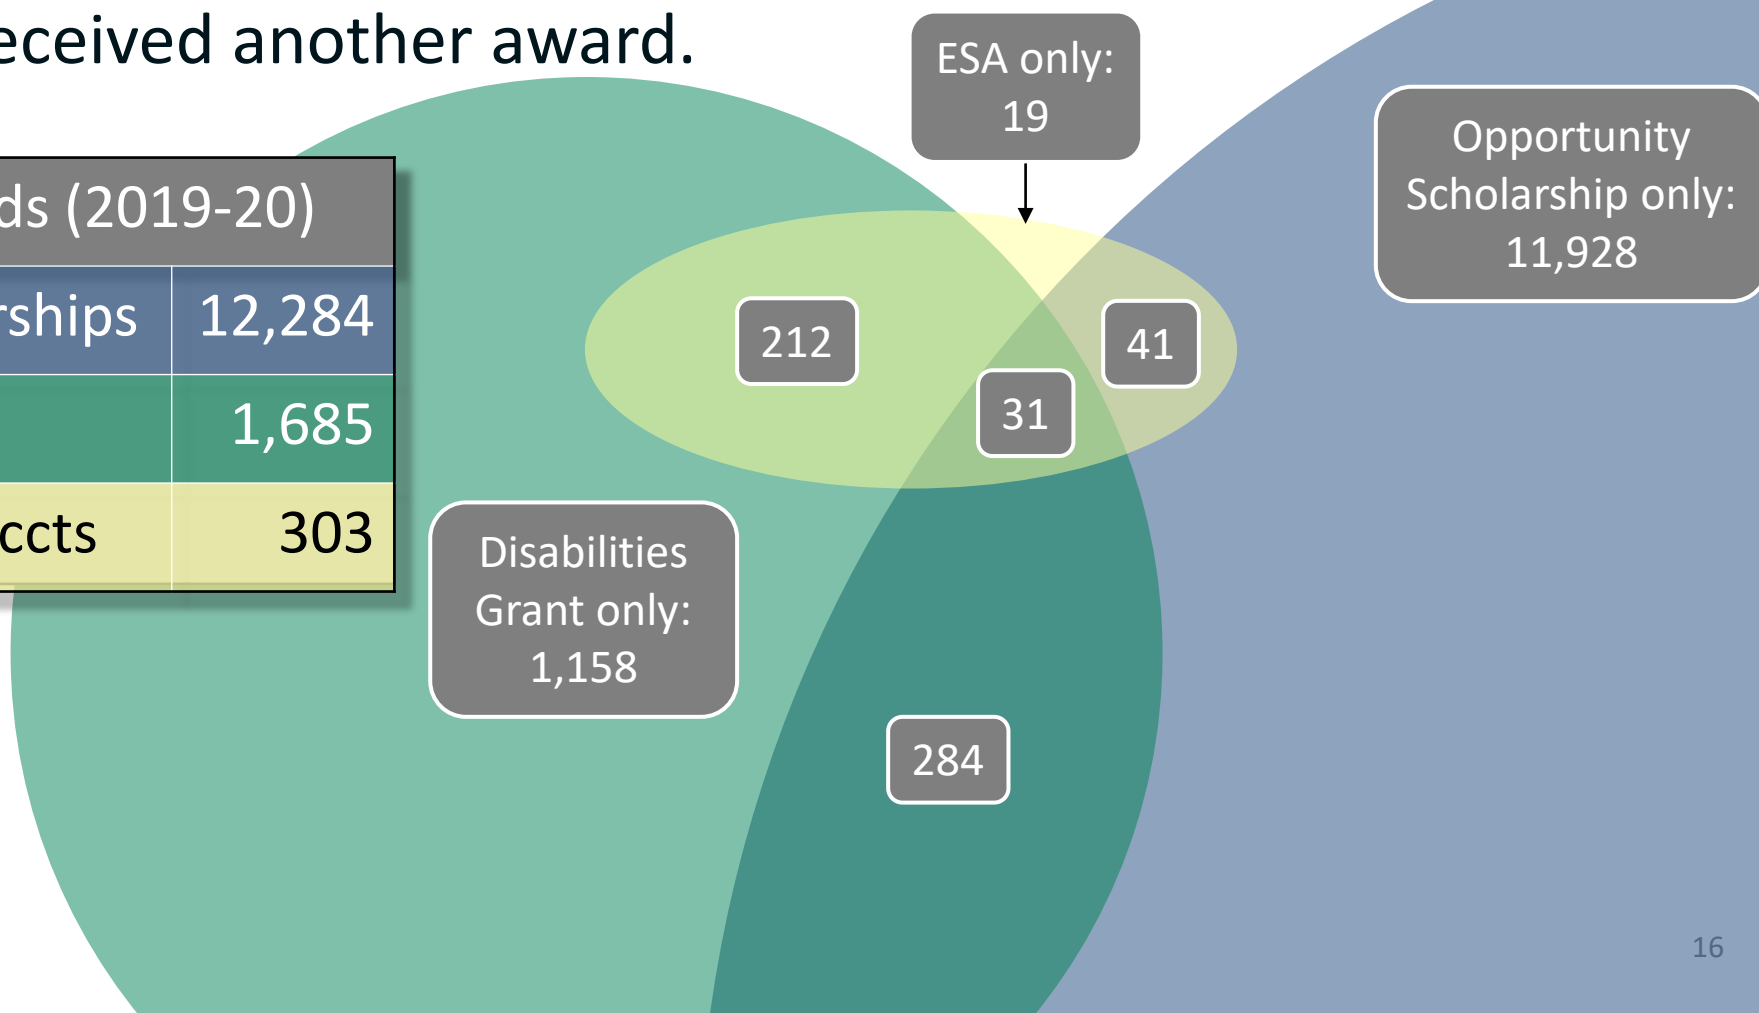 eceived another award.
ESA only:
19
Opportunity
Scholarship only:
11,928
ds (2019-20)
rships 12,284
1,685
ccts 303
212
41
31
Disabilities
Grant only:
1,158
284
16